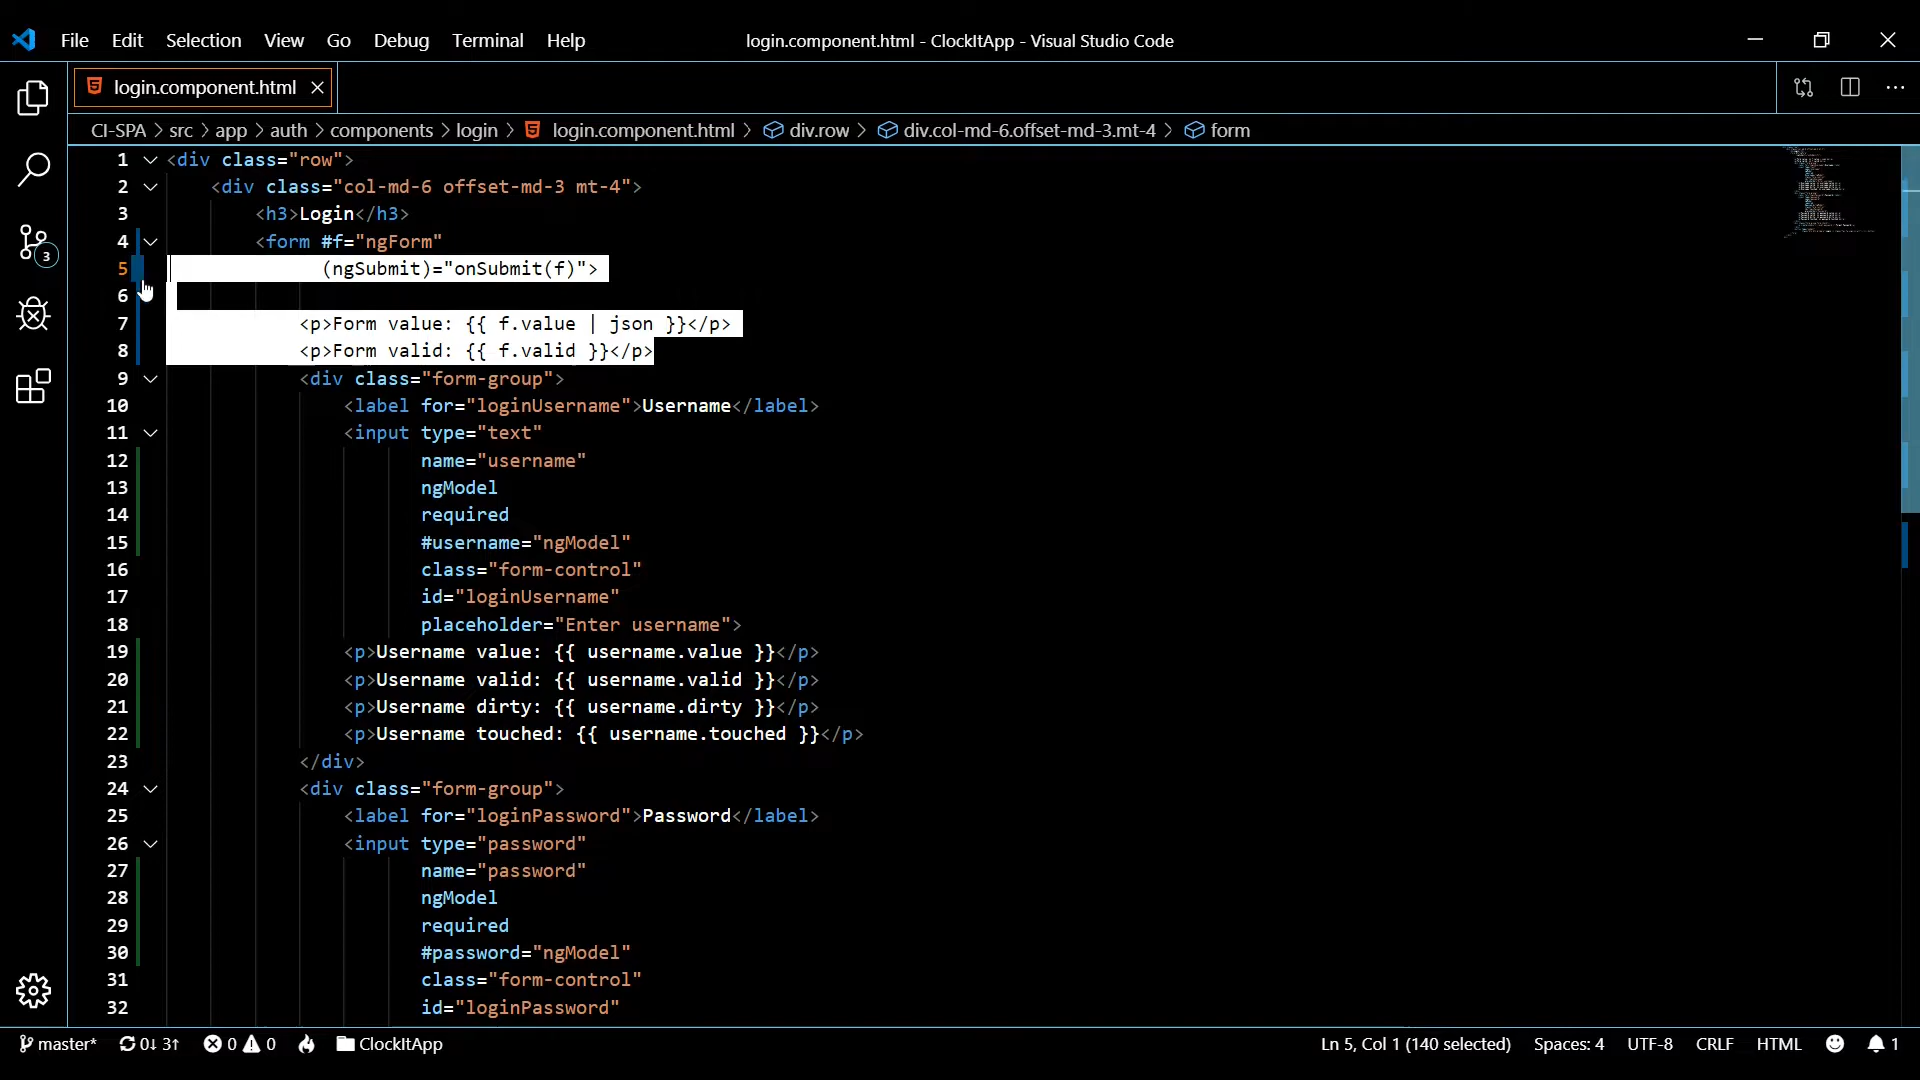 File Edit Selection View Go Debug Terminal Help
login.component.html - ClockItApp - Visual Studio Code
login.component.html
CI-SPA > src > app > auth > components > login > login.component.html > div.row > div.col-md-6.offset-md-3.mt-4 > form
1 <div class="row">
2 <div class="col-md-6 offset-md-3 mt-4">
3 <h3>Login</h3>
4 <form #f="ngForm"
5 (ngSubmit)="onSubmit(f)">
6
7 <p>Form value: {{ f.value | json }}</p>
8 <p>Form valid: {{ f.valid }}</p>
9 <div class="form-group">
10 <label for="loginUsername">Username</label>
11 <input type="text"
12 name="username"
13 ngModel
14 required
15 #username="ngModel"
16 class="form-control"
17 id="loginUsername"
18 placeholder="Enter username">
19 <p>Username value: {{ username.value }}</p>
20 <p>Username valid: {{ username.valid }}</p>
21 <p>Username dirty: {{ username.dirty }}</p>
22 <p>Username touched: {{ username.touched }}</p>
23 </div>
24 <div class="form-group">
25 <label for="loginPassword">Password</label>
26 <input type="password"
27 name="password"
28 ngModel
29 required
30 #password="ngModel"
31 class="form-control"
32 id="loginPassword"
3
master* 0↓ 3↑ 0 0 ClockItApp
Ln 5, Col 1 (140 selected) Spaces: 4 UTF-8 CRLF HTML 1